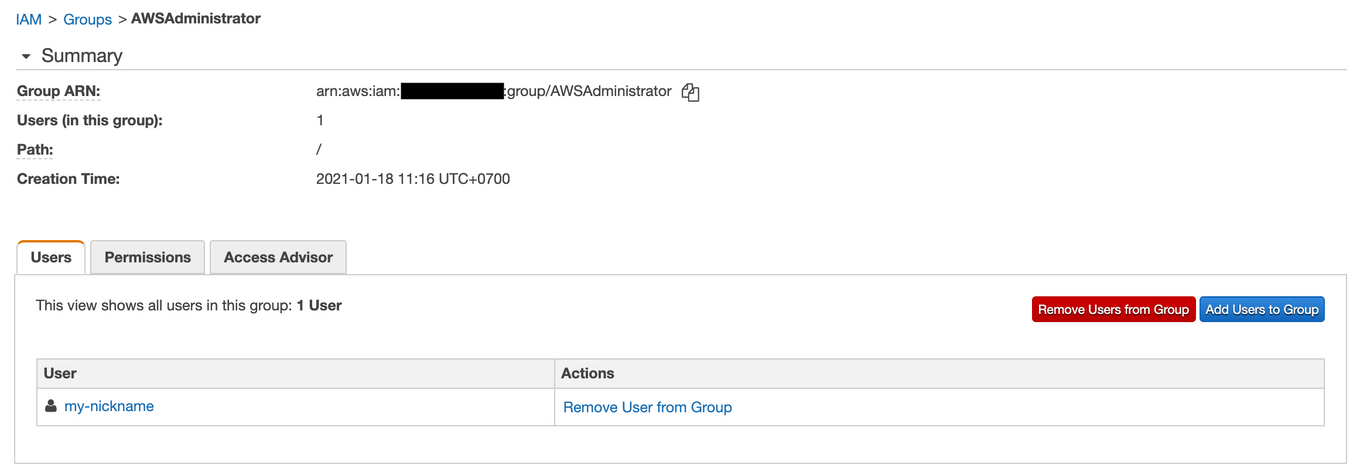 IAM > Groups > AWSAdministrator
Summary
Group ARN: arn:aws:iam: :group/AWSAdministrator
Users (in this group): 1
Path: /
Creation Time: 2021-01-18 11:16 UTC+0700
Users Permissions Access Advisor
This view shows all users in this group: 1 User Remove Users from Group Add Users to Group
User Actions
my-nickname Remove User from Group